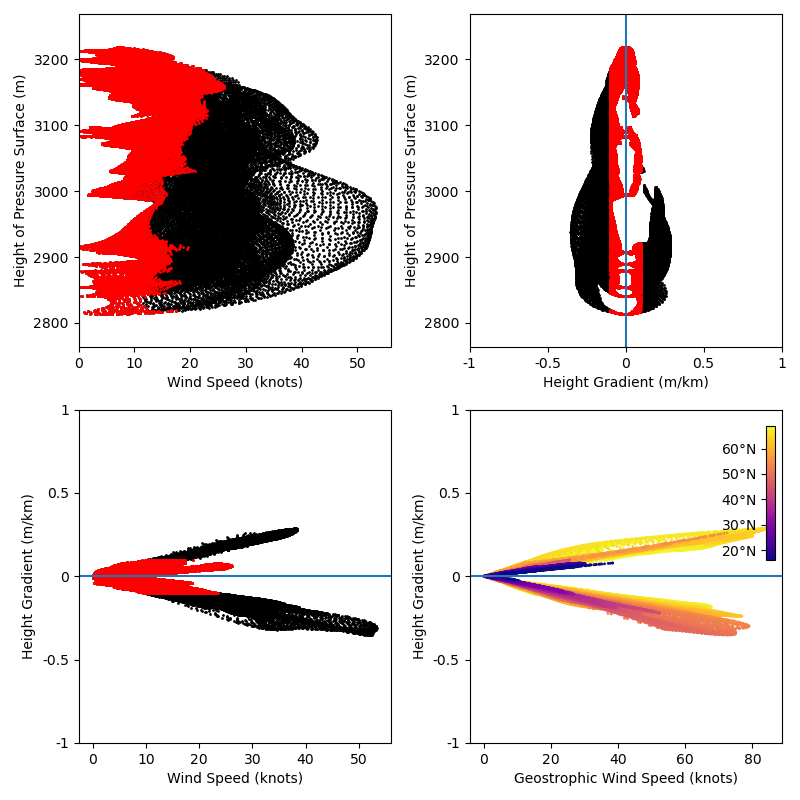 3200
3100
3000
2900
2800
Height of Pressure Surface (m)
0 10 20 30 40 50
Wind Speed (knots)
3200
3100
3000
2900
2800
Height of Pressure Surface (m)
-1 -0.5 0 0.5 1
Height Gradient (m/km)
1
0.5
0
-0.5
-1
Height Gradient (m/km)
0 10 20 30 40 50
Wind Speed (knots)
1
0.5
0
-0.5
-1
Height Gradient (m/km)
0 20 40 60 80
Geostrophic Wind Speed (knots)
60°N
50°N
40°N
30°N
20°N